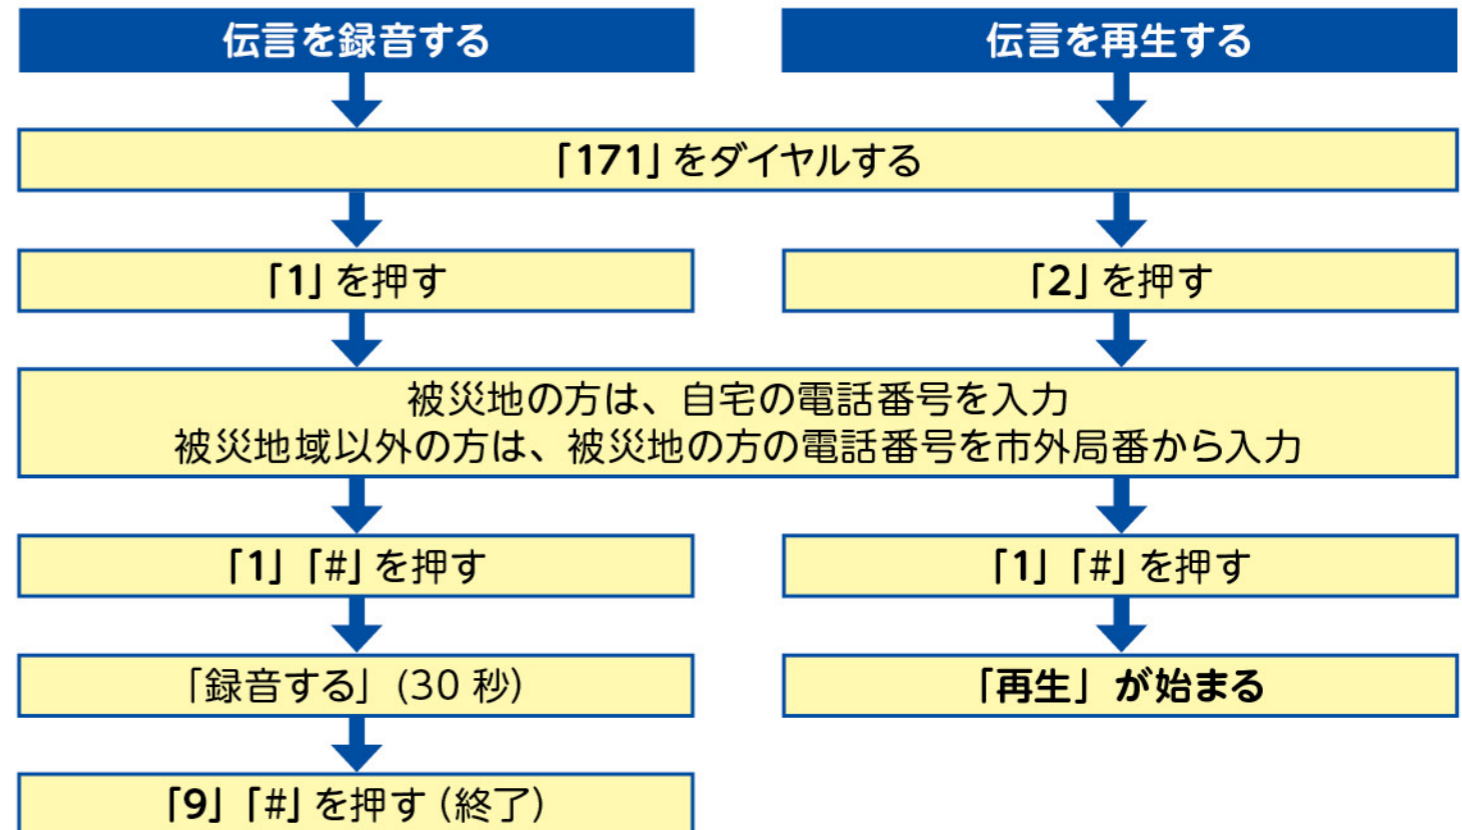 伝言を録音する
伝言を再生する
「171」をダイヤルする
「1」を押す
「2」を押す
被災地の方は、自宅の電話番号を入力
被災地域以外の方は、被災地の方の電話番号を市外局番から入力
「1」「#」を押す
「1」「#」を押す
「録音する」(30 秒)
「再生」が始まる
「9」「#」を押す(終了)